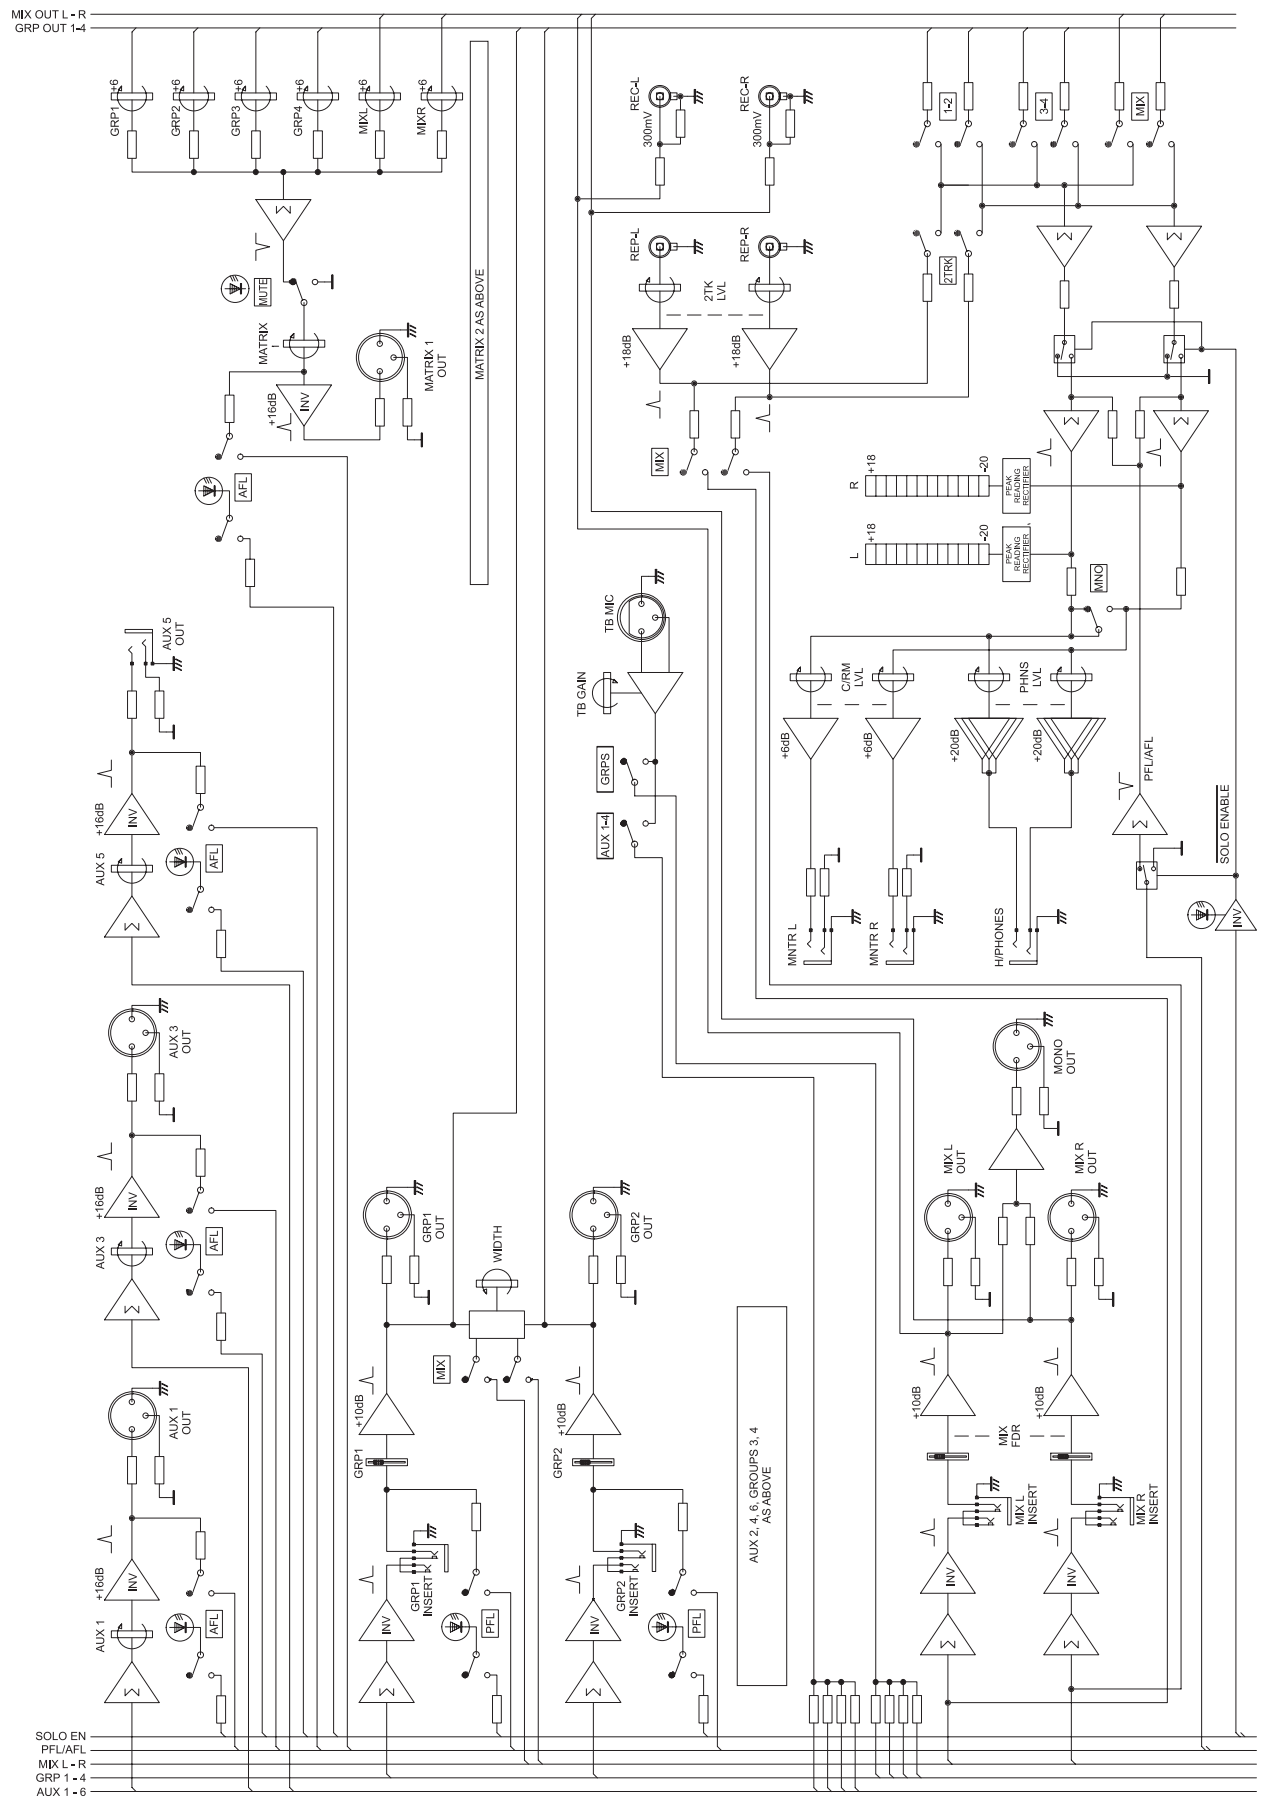 MIX OUT L - R
GRP OUT 1-4
GRP1
+6
GRP2
+6
GRP3
+6
GRP4
+6
MIXL
+6
MIXR
+6
Σ
MUTE
MATRIX
1
+16dB
INV
MATRIX 1
OUT
AFL
MATRIX 2 AS ABOVE
REC-L
300mV
REC-R
300mV
REP-L
REP-R
2TK
LVL
+18dB
+18dB
MIX
1-2
3-4
MIX
2TRK
Σ
Σ
Σ
Σ
R
+18
-20
PEAK
READING
RECTIFIER
L
+18
-20
PEAK
READING
RECTIFIER
MNO
AUX 5
OUT
+16dB
INV
AUX 5
AFL
Σ
TB MIC
TB GAIN
GRPS
AUX 1-4
C/RM
LVL
PHNS
LVL
+6dB
+6dB
+20dB
+20dB
PFL/AFL
Σ
SOLO ENABLE
INV
MNTR L
MNTR R
H/PHONES
AUX 3
OUT
+16dB
INV
AUX 3
AFL
Σ
MONO
OUT
GRP1
OUT
WIDTH
GRP2
OUT
MIX L
OUT
MIX R
OUT
AUX 1
OUT
+16dB
INV
AUX 1
AFL
Σ
MIX
+10dB
+10dB
GRP1
GRP2
GRP1
INSERT
GRP2
INSERT
INV
INV
PFL
PFL
Σ
Σ
AUX 2, 4, 6, GROUPS 3, 4
AS ABOVE
+10dB
+10dB
MIX
FDR
MIX L
INSERT
MIX R
INSERT
INV
INV
Σ
Σ
SOLO EN
PFL/AFL
MIX L - R
GRP 1 - 4
AUX 1 - 6